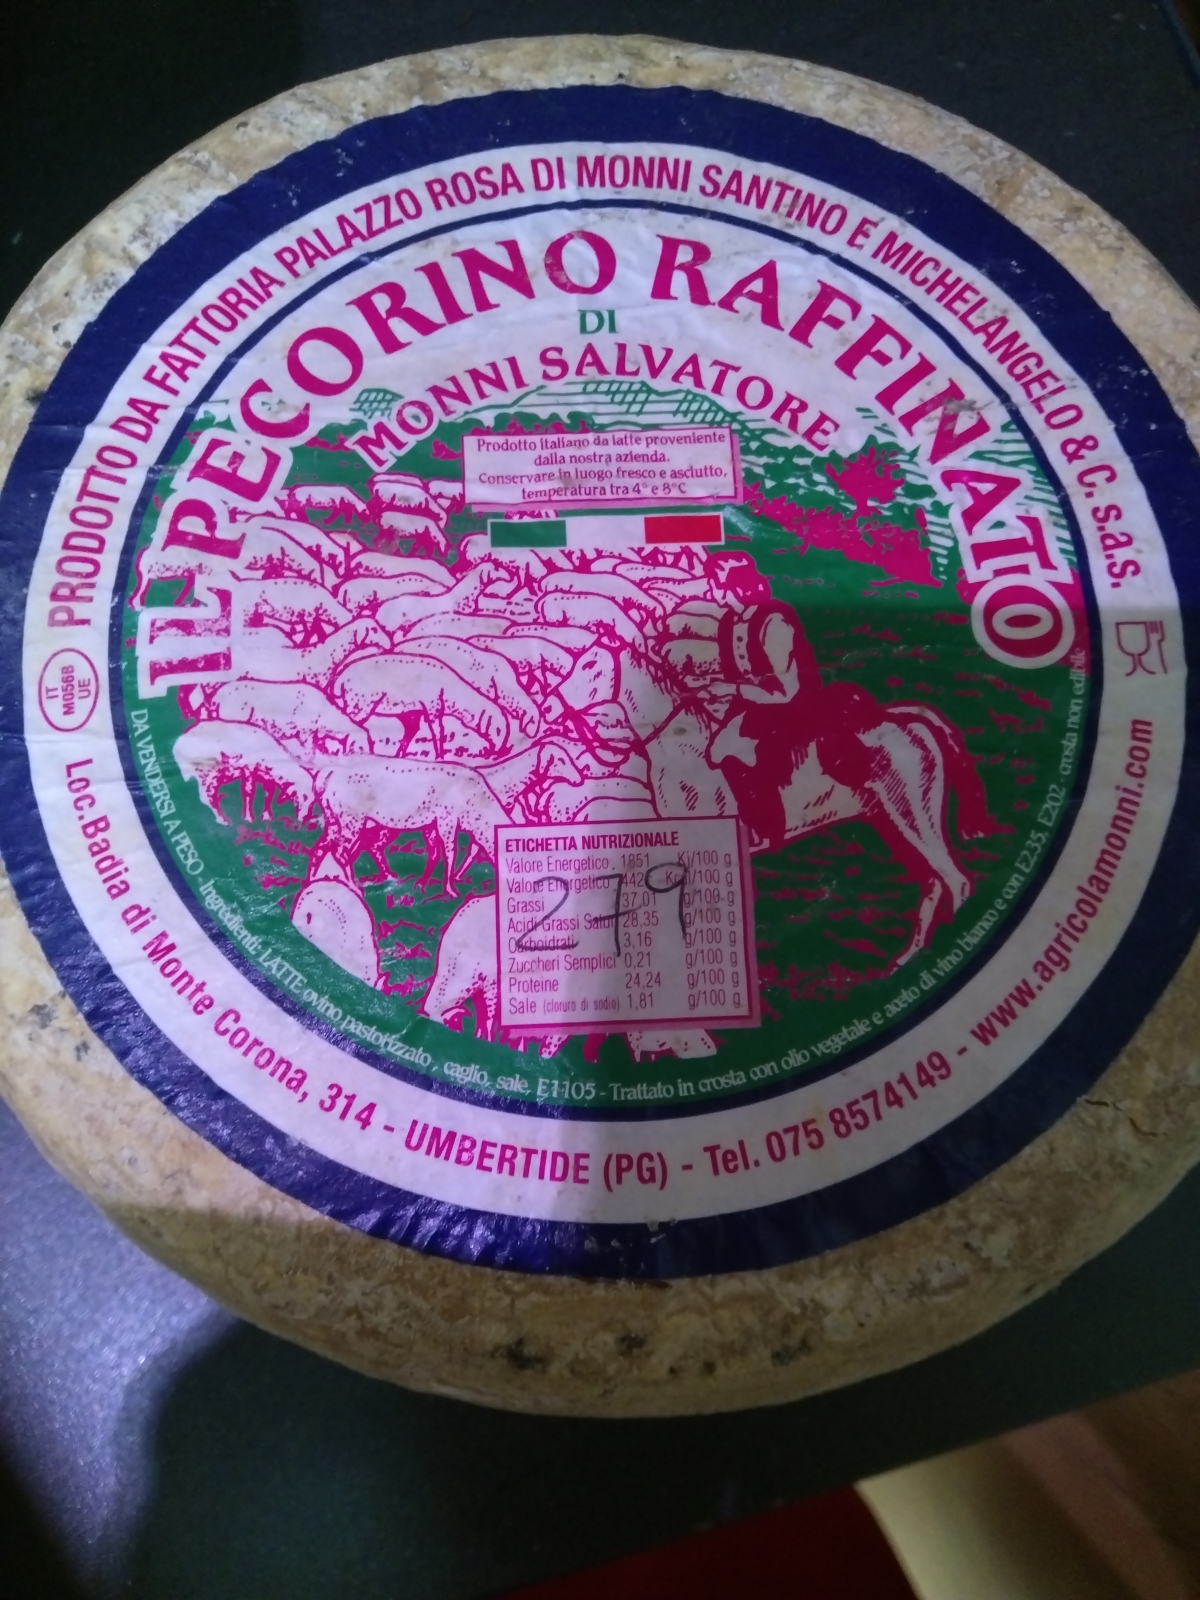 PRODOTTO DA FATTORIA PALAZZO ROSA DI MONNI SANTINO E MICHELANGELO & C. s.a.s.
IL PECORINO RAFFINATO
DI
MONNI SALVATORE
Prodotto italiano da latte proveniente
dalla nostra azienda.
Conservare in luogo fresco e asciutto,
temperatura tra 4° e 8°C
IT
M056B
UE
ETICHETTA NUTRIZIONALE
Valore Energetico 1851 Kj/100 g
Valore Energetico 442 Kcal/100 g
Grassi 37,01 g/100 g
Acidi Grassi Saturi 28,35 g/100 g
Carboidrati 3,16 g/100 g
Zuccheri Semplici 0,21 g/100 g
Proteine 24,24 g/100 g
Sale (cloruro di sodio) 1,81 g/100 g
279
DA VENDERSI A PESO Ingredienti: LATTE ovino pastorizzato, caglio, sale, E1105 - Trattato in crosta con olio vegetale e aceto di vino bianco e con E235, E202 - crosta non edibile
Loc. Badia di Monte Corona, 314 - UMBERTIDE (PG) - Tel. 075 8574149 - www.agricolamonni.com